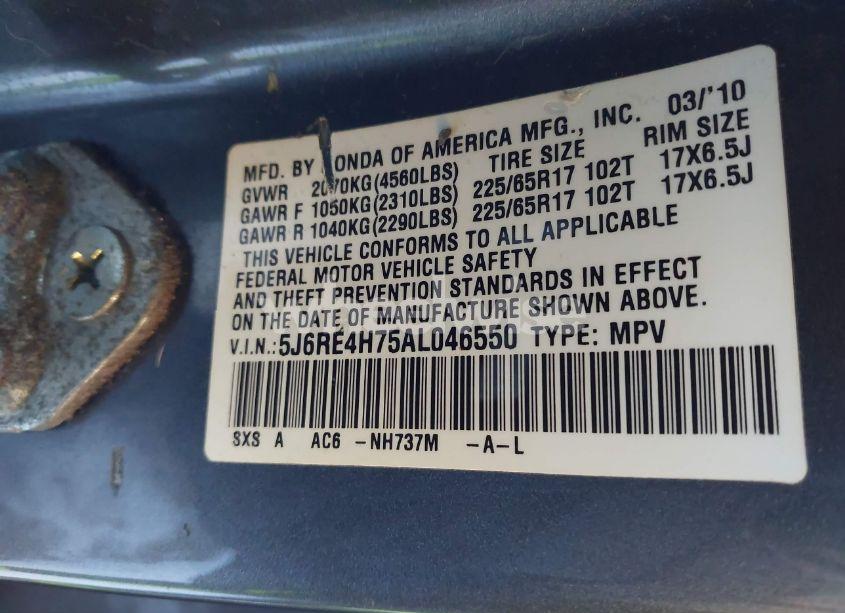 MFD. BY HONDA OF AMERICA MFG., INC. 03/'10
GVWR 2070KG(4560LBS) TIRE SIZE RIM SIZE
GAWR F 1050KG(2310LBS) 225/65R17 102T 17X6.5J
GAWR R 1040KG(2290LBS) 225/65R17 102T 17X6.5J
THIS VEHICLE CONFORMS TO ALL APPLICABLE
FEDERAL MOTOR VEHICLE SAFETY
AND THEFT PREVENTION STANDARDS IN EFFECT
ON THE DATE OF MANUFACTURE SHOWN ABOVE.
V.I.N.:5J6RE4H75AL046550 TYPE: MPV
SXS A AC6 -NH737M -A-L